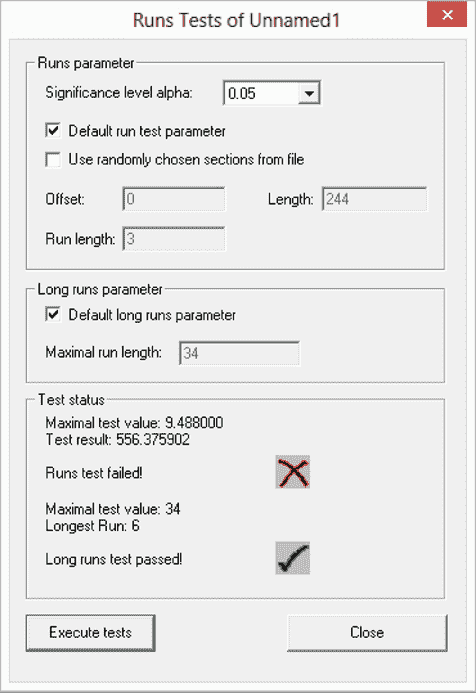 Runs Tests of Unnamed1
Runs parameter
Significance level alpha: 0.05
Default run test parameter
Use randomly chosen sections from file
Offset: 0 Length: 244
Run length: 3
Long runs parameter
Default long runs parameter
Maximal run length: 34
Test status
Maximal test value: 9.488000
Test result: 556.375902
Runs test failed!
Maximal test value: 34
Longest Run: 6
Long runs test passed!
Execute tests Close